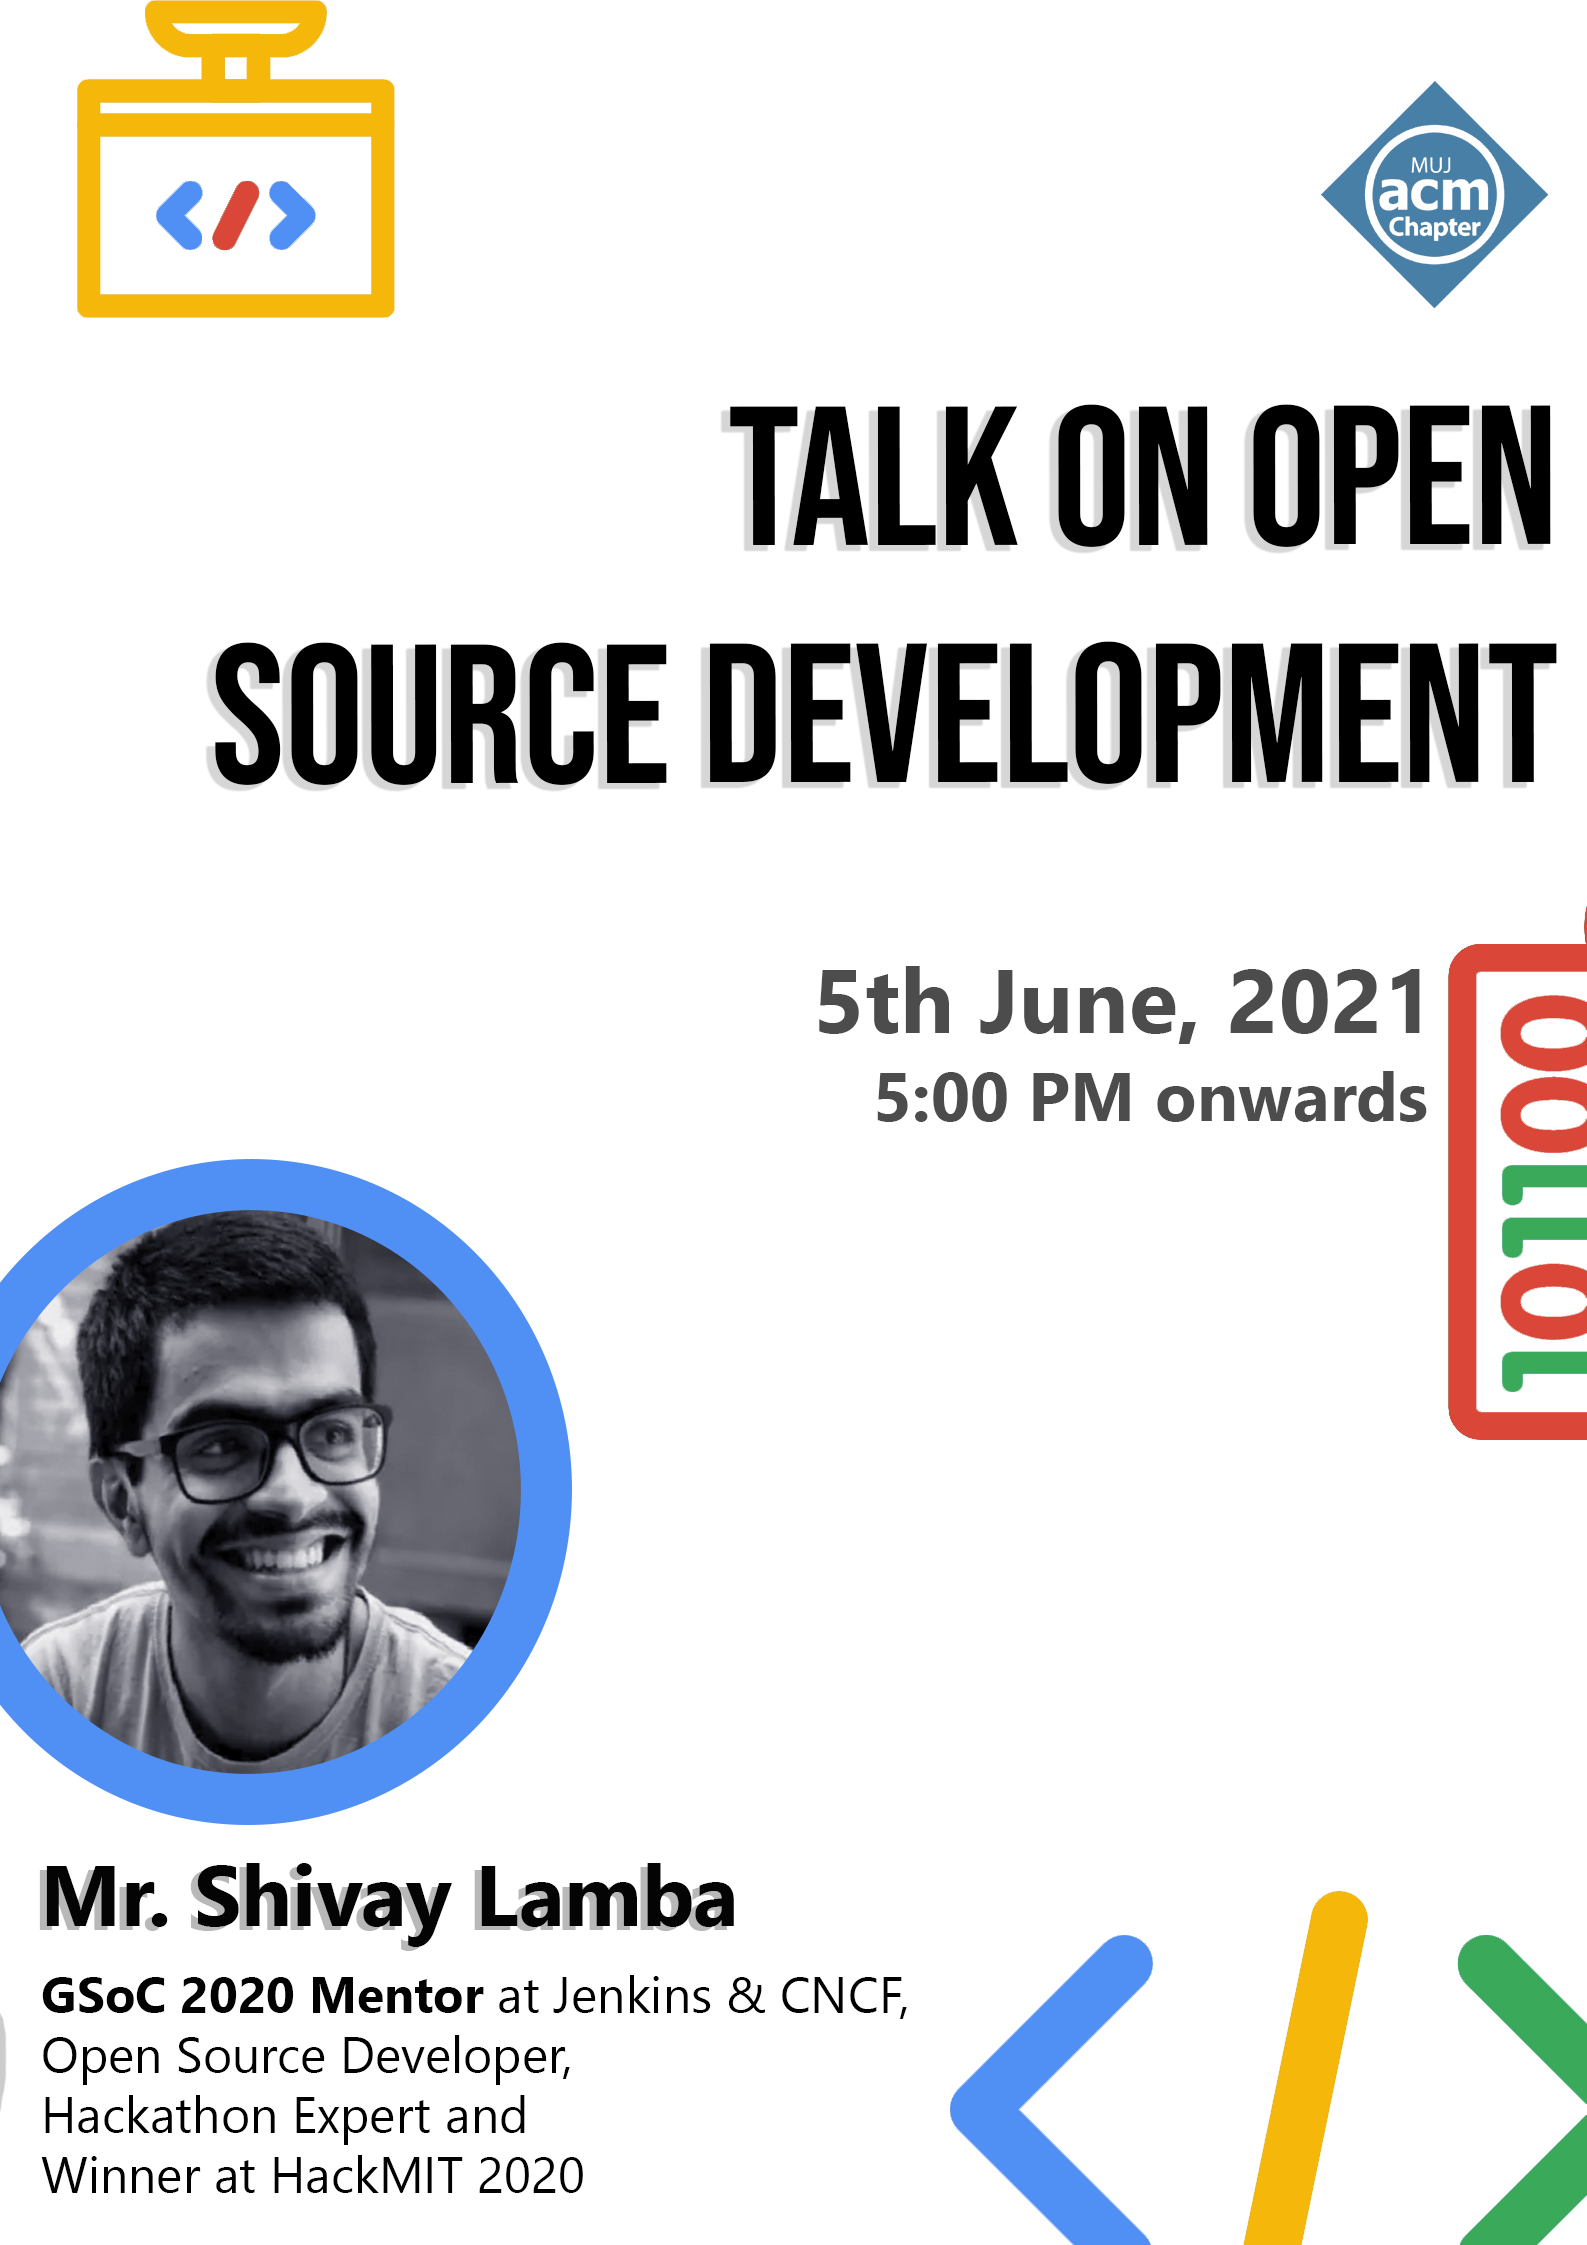 </>
MUJ
acm
Chapter
TALK ON OPEN
SOURCE DEVELOPMENT
5th June, 2021
5:00 PM onwards
101100
Mr. Shivay Lamba
GSoC 2020 Mentor at Jenkins & CNCF,
Open Source Developer,
Hackathon Expert and
Winner at HackMIT 2020
</>